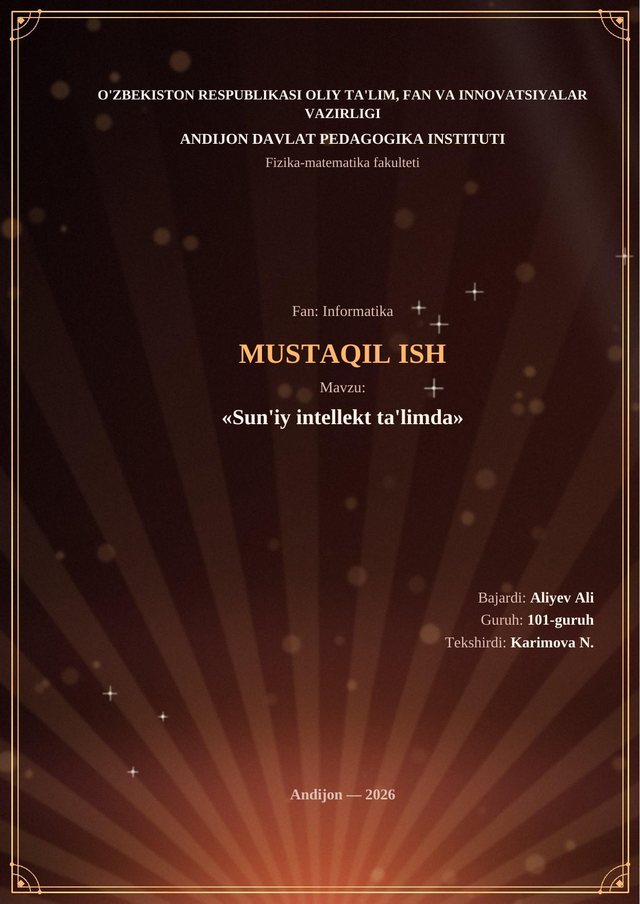 O'ZBEKISTON RESPUBLIKASI OLIY TA'LIM, FAN VA INNOVATSIYALAR
VAZIRLIGI
ANDIJON DAVLAT PEDAGOGIKA INSTITUTI
Fizika-matematika fakulteti
Fan: Informatika
MUSTAQIL ISH
Mavzu:
«Sun'iy intellekt ta'limda»
Bajardi: Aliyev Ali
Guruh: 101-guruh
Tekshirdi: Karimova N.
Andijon — 2026